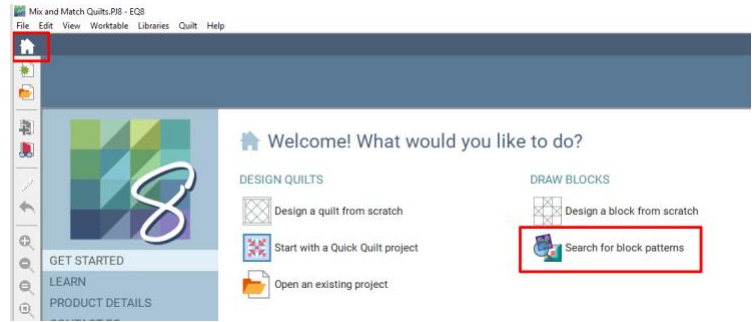 Mix and Match Quilts.PJ8 - EQ8
File Edit View Worktable Libraries Quilt Help
Welcome! What would you like to do?
DESIGN QUILTS
DRAW BLOCKS
Design a quilt from scratch
Design a block from scratch
Start with a Quick Quilt project
Search for block patterns
Open an existing project
8
GET STARTED
LEARN
PRODUCT DETAILS